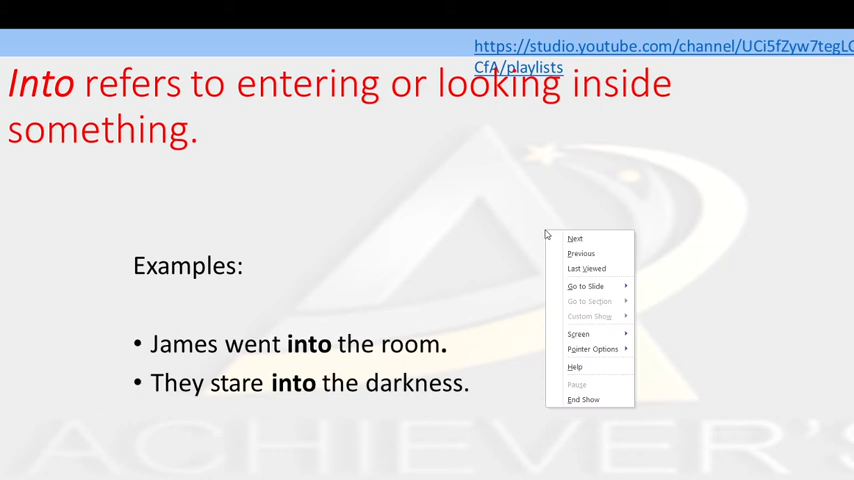 https://studio.youtube.com/channel/UCi5fZyw7tegLC
CfA/playlists
Into refers to entering or looking inside
something.
Examples:
• James went into the room.
• They stare into the darkness.
Next
Previous
Last Viewed
Go to Slide
Go to Section
Custom Show
Screen
Pointer Options
Help
Pause
End Show
ACHIEVER'S